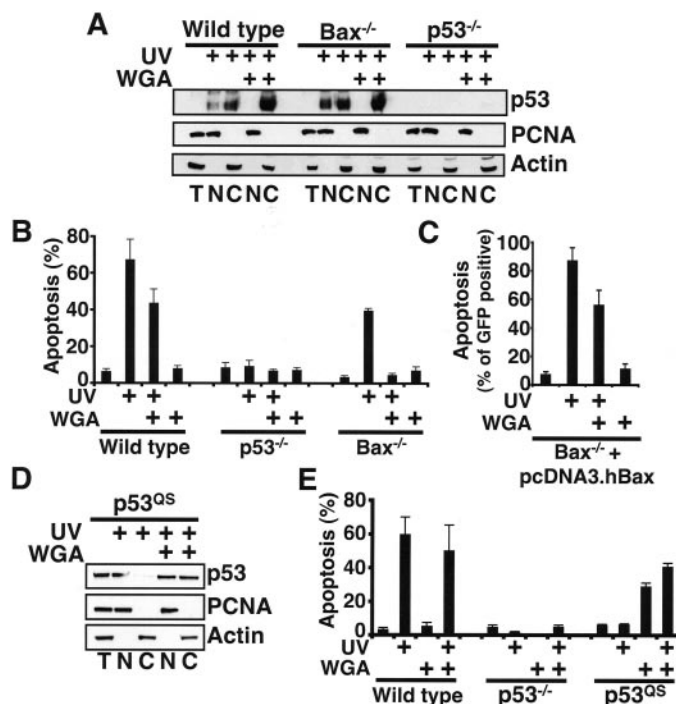 A
Wild type Bax-/- p53-/-
UV + + + + + + + + + + + +
WGA + + + + + +
p53
PCNA
Actin
T N C N C T N C N C T N C N C
B
Apoptosis (%)
80
60
40
20
0
UV + + + + + +
WGA + + + + + +
Wild type p53-/- Bax-/-
C
Apoptosis
(% of GFP positive)
100
80
60
40
20
0
UV + +
WGA + +
Bax-/- +
pcDNA3.hBax
D
p53QS
UV + + + +
WGA + +
p53
PCNA
Actin
T N C N C
E
Apoptosis (%)
80
60
40
20
0
UV + + + + + +
WGA + + + + + +
Wild type p53-/- p53QS